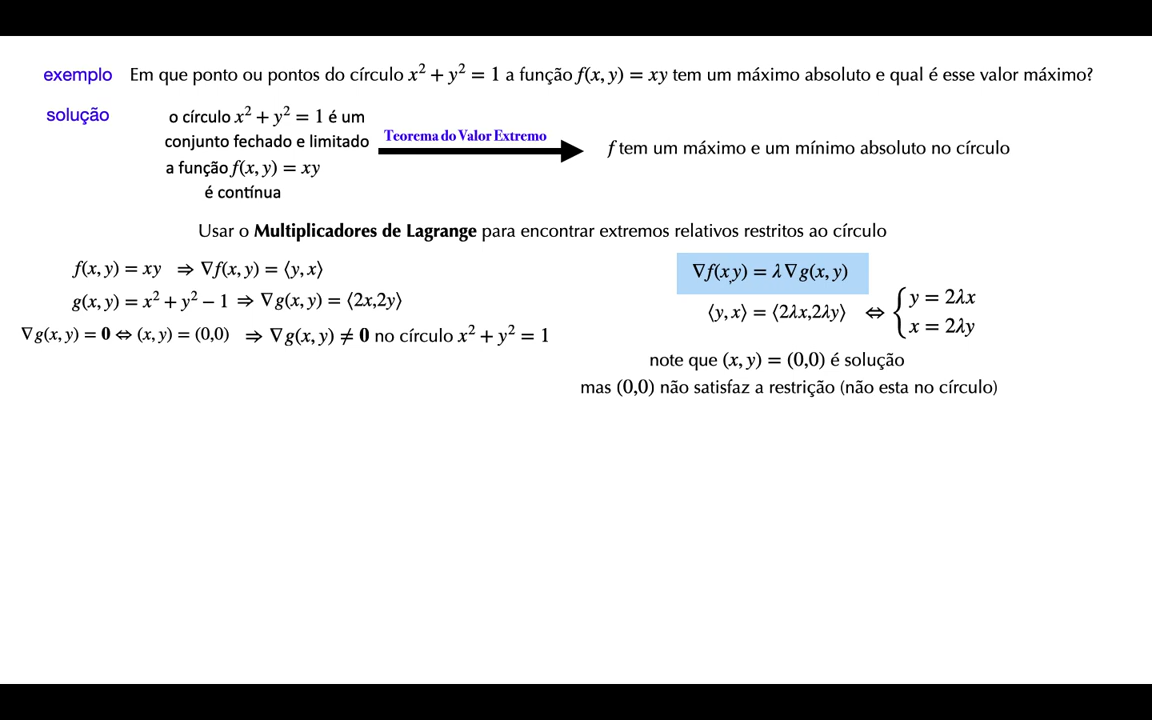 exemplo Em que ponto ou pontos do círculo x² + y² = 1 a função f(x, y) = xy tem um máximo absoluto e qual é esse valor máximo?
solução
o círculo x² + y² = 1 é um
conjunto fechado e limitado
a função f(x, y) = xy
é contínua
Teorema do Valor Extremo
f tem um máximo e um mínimo absoluto no círculo
Usar o Multiplicadores de Lagrange para encontrar extremos relativos restritos ao círculo
f(x, y) = xy ⇒ ∇f(x, y) = ⟨y, x⟩
g(x, y) = x² + y² − 1 ⇒ ∇g(x, y) = ⟨2x,2y⟩
∇g(x, y) = 0 ⇔ (x, y) = (0,0) ⇒ ∇g(x, y) ≠ 0 no círculo x² + y² = 1
∇f(x,y) = λ∇g(x, y)
⟨y, x⟩ = ⟨2λx,2λy⟩ ⇔ { y = 2λx
x = 2λy
note que (x, y) = (0,0) é solução
mas (0,0) não satisfaz a restrição (não esta no círculo)